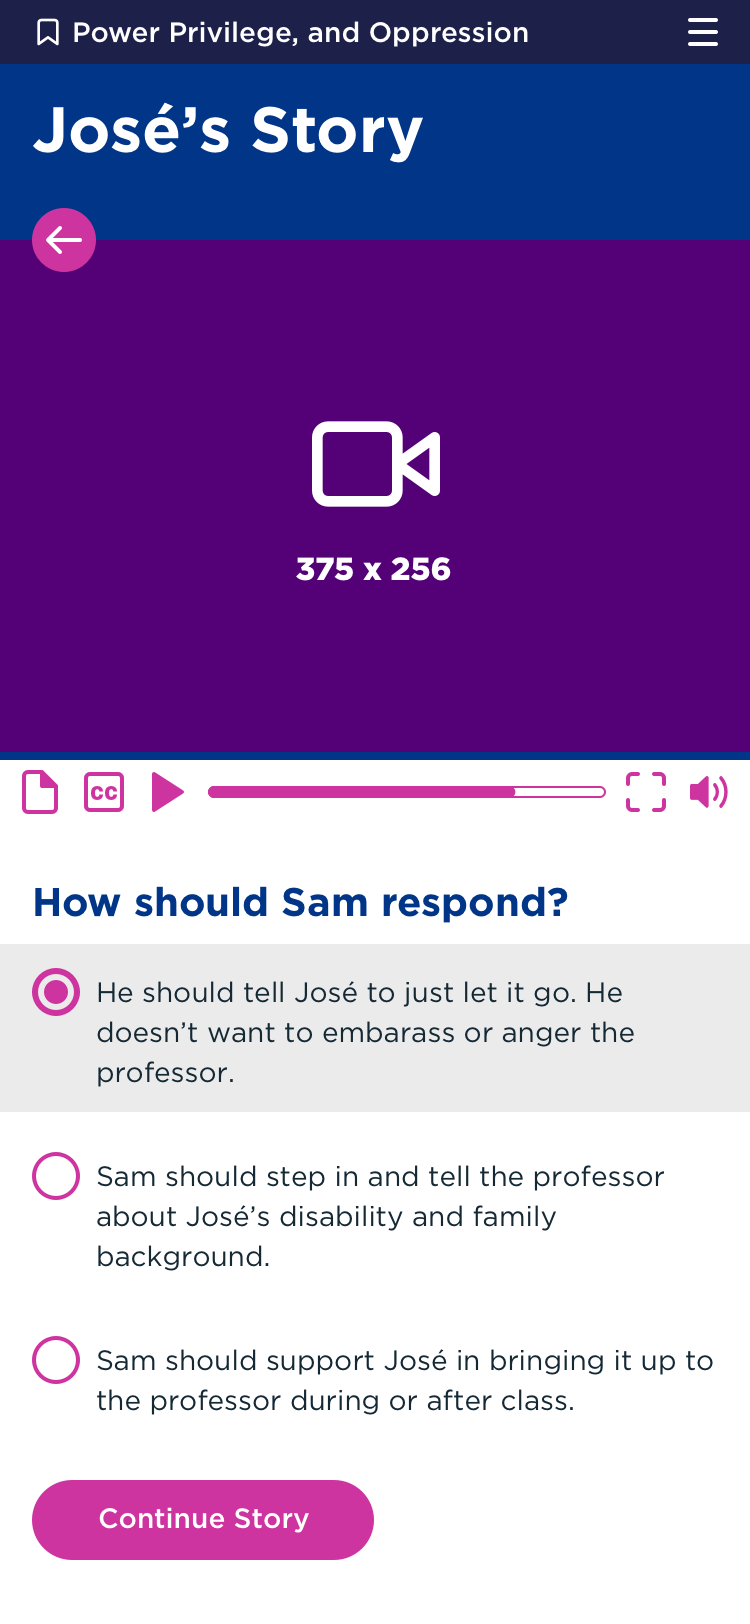 Power Privilege, and Oppression
José’s Story
375 x 256
CC
How should Sam respond?
He should tell José to just let it go. He
doesn’t want to embarass or anger the
professor.
Sam should step in and tell the professor
about José’s disability and family
background.
Sam should support José in bringing it up to
the professor during or after class.
Continue Story